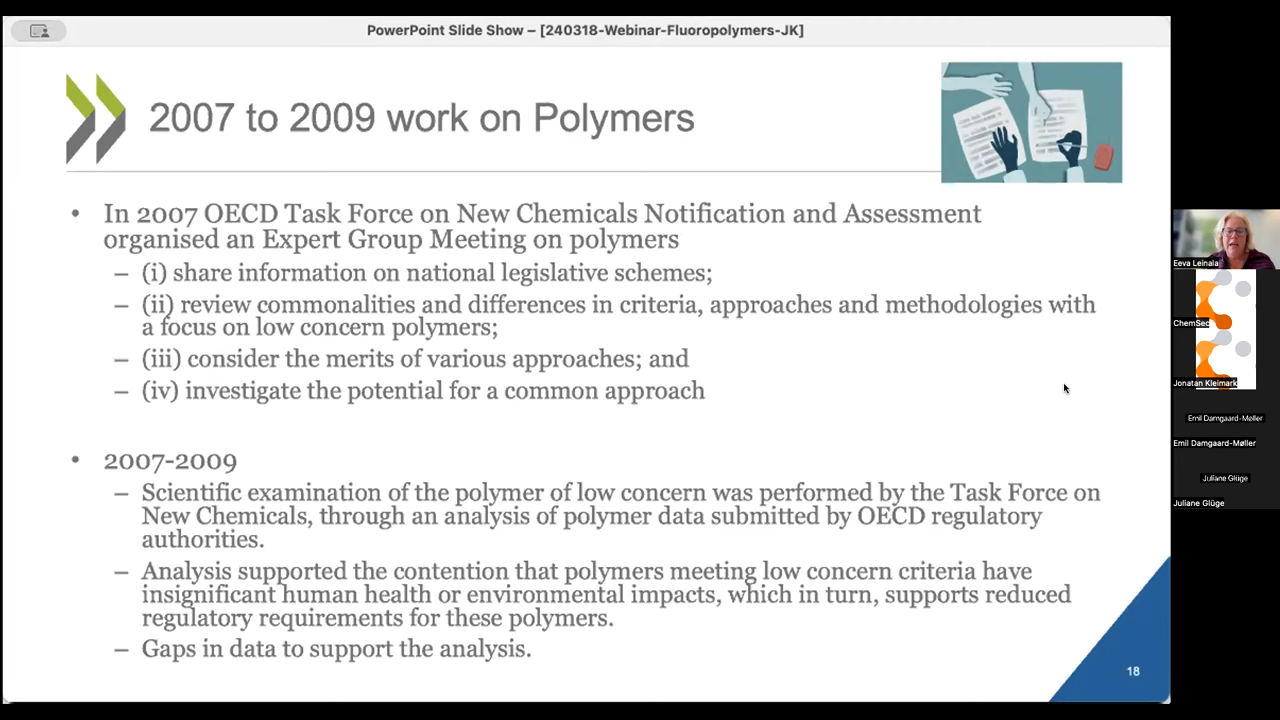 PowerPoint Slide Show – [240318-Webinar-Fluoropolymers-JK]
2007 to 2009 work on Polymers
• In 2007 OECD Task Force on New Chemicals Notification and Assessment
organised an Expert Group Meeting on polymers
– (i) share information on national legislative schemes;
– (ii) review commonalities and differences in criteria, approaches and methodologies with
a focus on low concern polymers;
– (iii) consider the merits of various approaches; and
– (iv) investigate the potential for a common approach
• 2007-2009
– Scientific examination of the polymer of low concern was performed by the Task Force on
New Chemicals, through an analysis of polymer data submitted by OECD regulatory
authorities.
– Analysis supported the contention that polymers meeting low concern criteria have
insignificant human health or environmental impacts, which in turn, supports reduced
regulatory requirements for these polymers.
– Gaps in data to support the analysis.
18
Eeva Leinala
ChemSec
Jonatan Kleimark
Emil Damgaard-Møller
Emil Damgaard-Møller
Juliane Glüge
Juliane Glüge